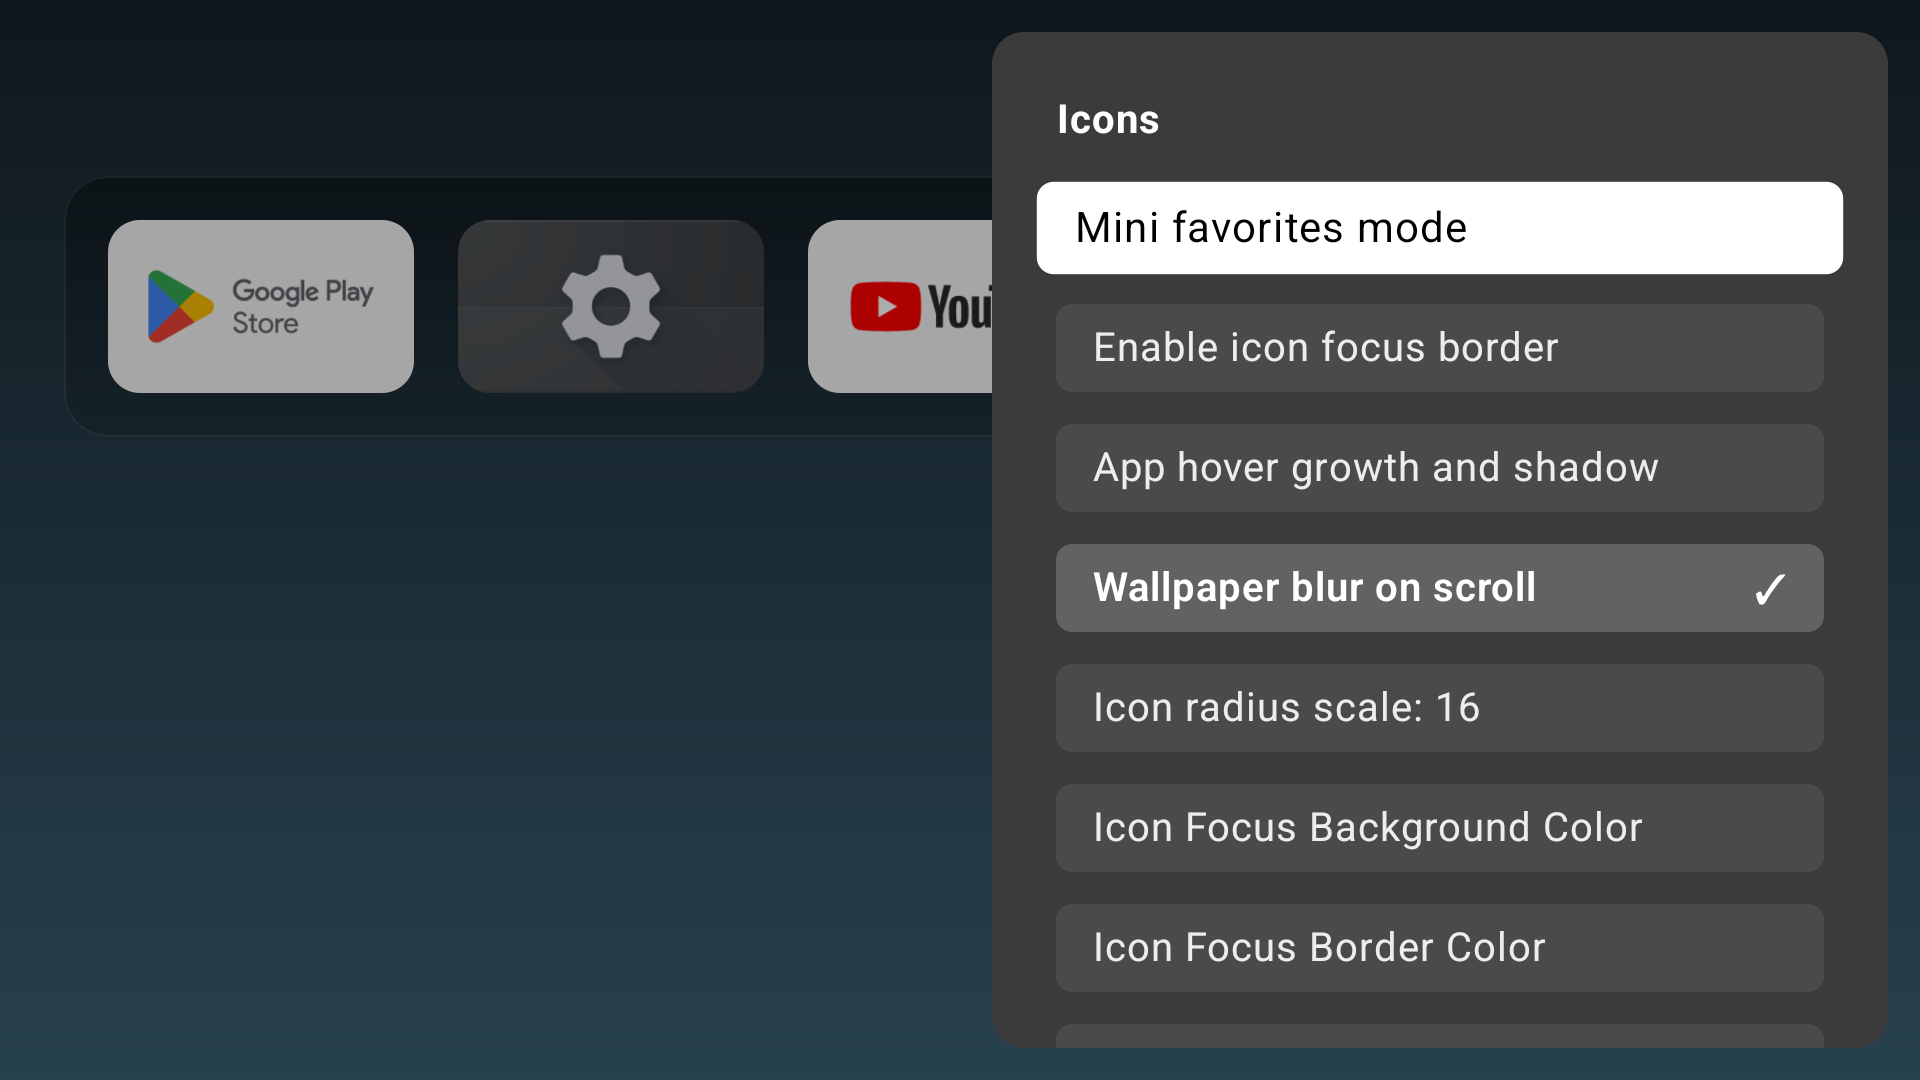 Icons
Mini favorites mode
Enable icon focus border
App hover growth and shadow
Wallpaper blur on scroll
Icon radius scale: 16
Icon Focus Background Color
Icon Focus Border Color
Google Play
Store
You